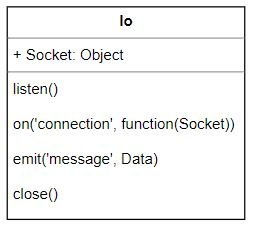 Io
+ Socket: Object
listen()
on('connection', function(Socket))
emit('message', Data)
close()